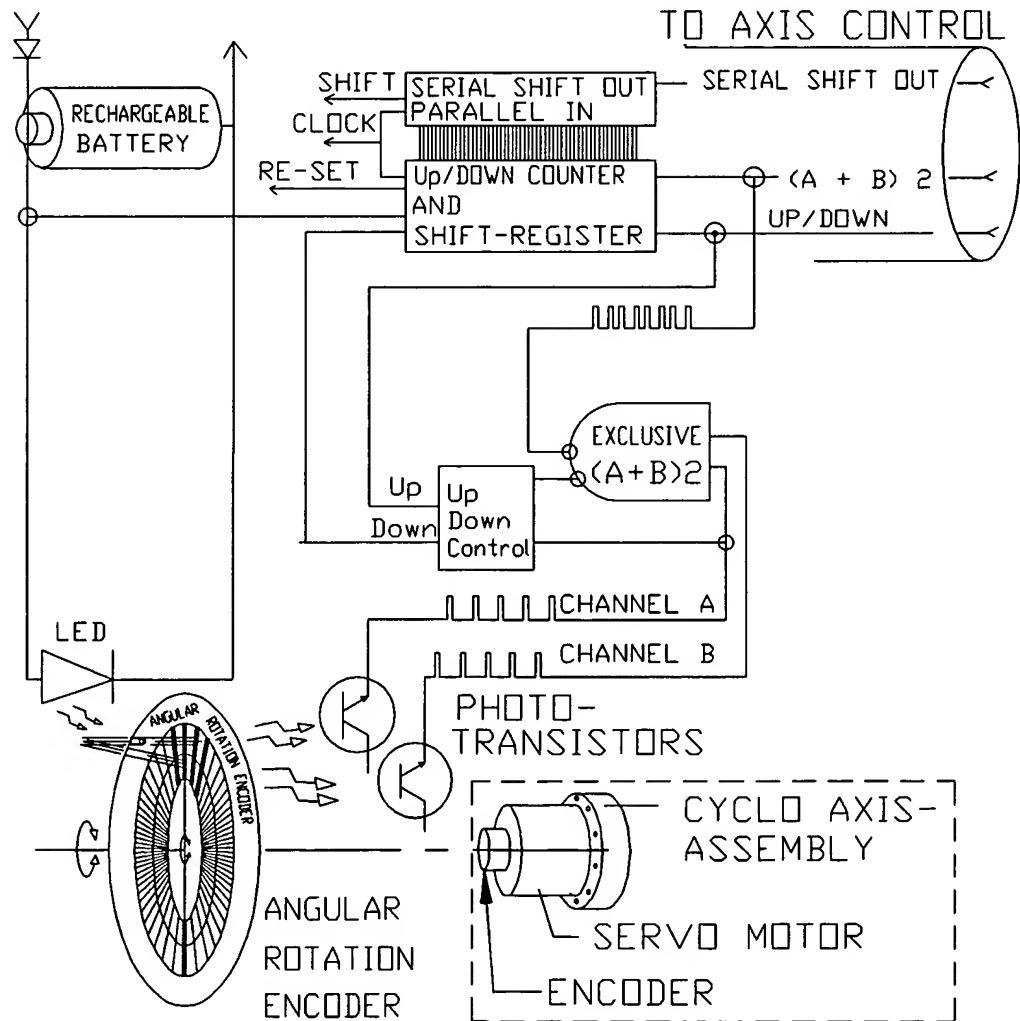 TO AXIS CONTROL
SHIFT
SERIAL SHIFT OUT
PARALLEL IN
SERIAL SHIFT OUT
RECHARGEABLE
BATTERY
CLOCK
RE-SET
Up/DOWN COUNTER
AND
SHIFT-REGISTER
(A + B) 2
UP/DOWN
EXCLUSIVE
(A+B)2
Up
Down
Up
Down
Control
CHANNEL A
CHANNEL B
LED
PHOTO-
TRANSISTORS
ANGULAR ROTATION ENCODER
CYCLO AXIS-
ASSEMBLY
SERVO MOTOR
ENCODER
ANGULAR
ROTATION
ENCODER